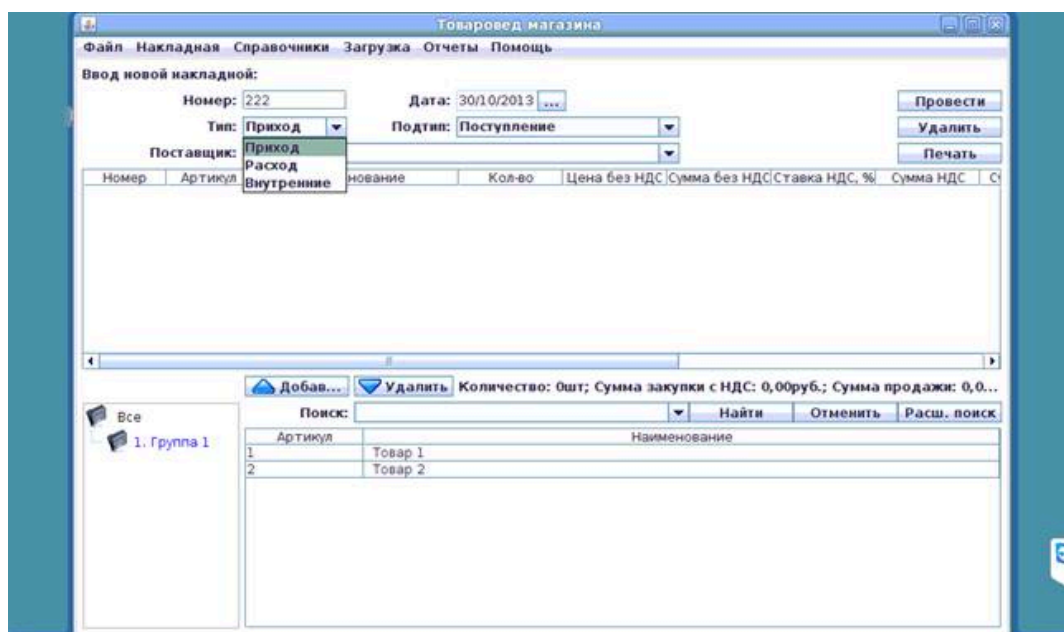 Товаровед магазина
Файл Накладная Справочники Загрузка Отчеты Помощь
Ввод новой накладной:
Номер: 222 Дата: 30/10/2013 ... Провести
Тип: Приход Подтип: Поступление Удалить
Поставщик: Печать
Приход
Расход
Внутренние
Номер Артикул нование Кол-во Цена без НДС Сумма без НДС Ставка НДС, % Сумма НДС
Добав... Удалить Количество: 0шт; Сумма закупки с НДС: 0,00руб.; Сумма продажи: 0,0...
Все
1. Группа 1
Поиск: Найти Отменить Расш. поиск
Артикул Наименование
1 Товар 1
2 Товар 2